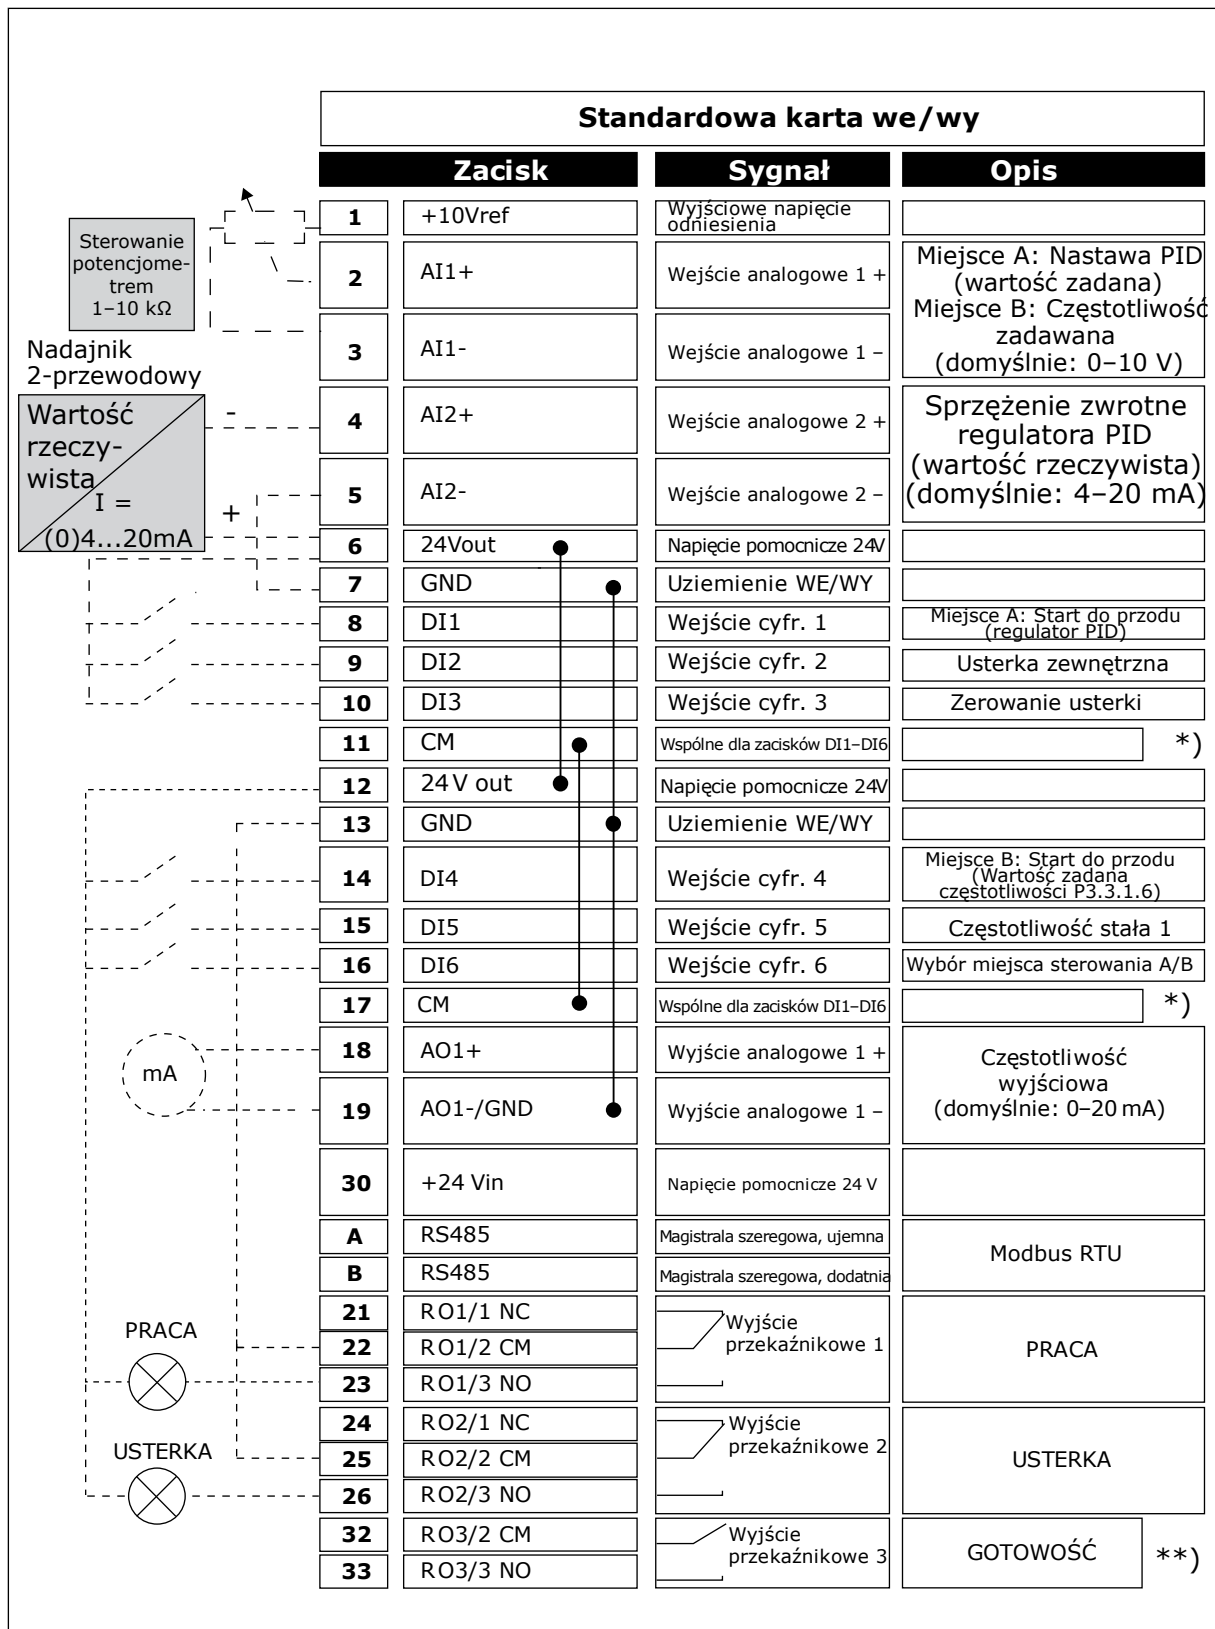 Standardowa karta we/wy
Zacisk Sygnał Opis
Sterowanie
potencjome-
trem
1–10 kΩ
Nadajnik
2-przewodowy
Wartość
rzeczy-
wista
I =
(0)4...20mA
-
+
1 +10Vref Wyjściowe napięcie
odniesienia
2 AI1+ Wejście analogowe 1 +
3 AI1- Wejście analogowe 1 –
Miejsce A: Nastawa PID
(wartość zadana)
Miejsce B: Częstotliwość
zadawana
(domyślnie: 0–10 V)
4 AI2+ Wejście analogowe 2 +
5 AI2- Wejście analogowe 2 –
Sprzężenie zwrotne
regulatora PID
(wartość rzeczywista)
(domyślnie: 4–20 mA)
6 24Vout Napięcie pomocnicze 24V
7 GND Uziemienie WE/WY
8 DI1 Wejście cyfr. 1 Miejsce A: Start do przodu
(regulator PID)
9 DI2 Wejście cyfr. 2 Usterka zewnętrzna
10 DI3 Wejście cyfr. 3 Zerowanie usterki
11 CM Wspólne dla zacisków DI1–DI6 *)
12 24V out Napięcie pomocnicze 24V
13 GND Uziemienie WE/WY
14 DI4 Wejście cyfr. 4 Miejsce B: Start do przodu
(Wartość zadana
częstotliwości P3.3.1.6)
15 DI5 Wejście cyfr. 5 Częstotliwość stała 1
16 DI6 Wejście cyfr. 6 Wybór miejsca sterowania A/B
17 CM Wspólne dla zacisków DI1–DI6 *)
mA
18 AO1+ Wyjście analogowe 1 +
19 AO1-/GND Wyjście analogowe 1 –
Częstotliwość
wyjściowa
(domyślnie: 0–20 mA)
30 +24 Vin Napięcie pomocnicze 24 V
A RS485 Magistrala szeregowa, ujemna
B RS485 Magistrala szeregowa, dodatnia
Modbus RTU
PRACA
21 RO1/1 NC
22 RO1/2 CM
23 RO1/3 NO
Wyjście
przekaźnikowe 1
PRACA
USTERKA
24 RO2/1 NC
25 RO2/2 CM
26 RO2/3 NO
Wyjście
przekaźnikowe 2
USTERKA
32 RO3/2 CM
33 RO3/3 NO
Wyjście
przekaźnikowe 3
GOTOWOŚĆ **)